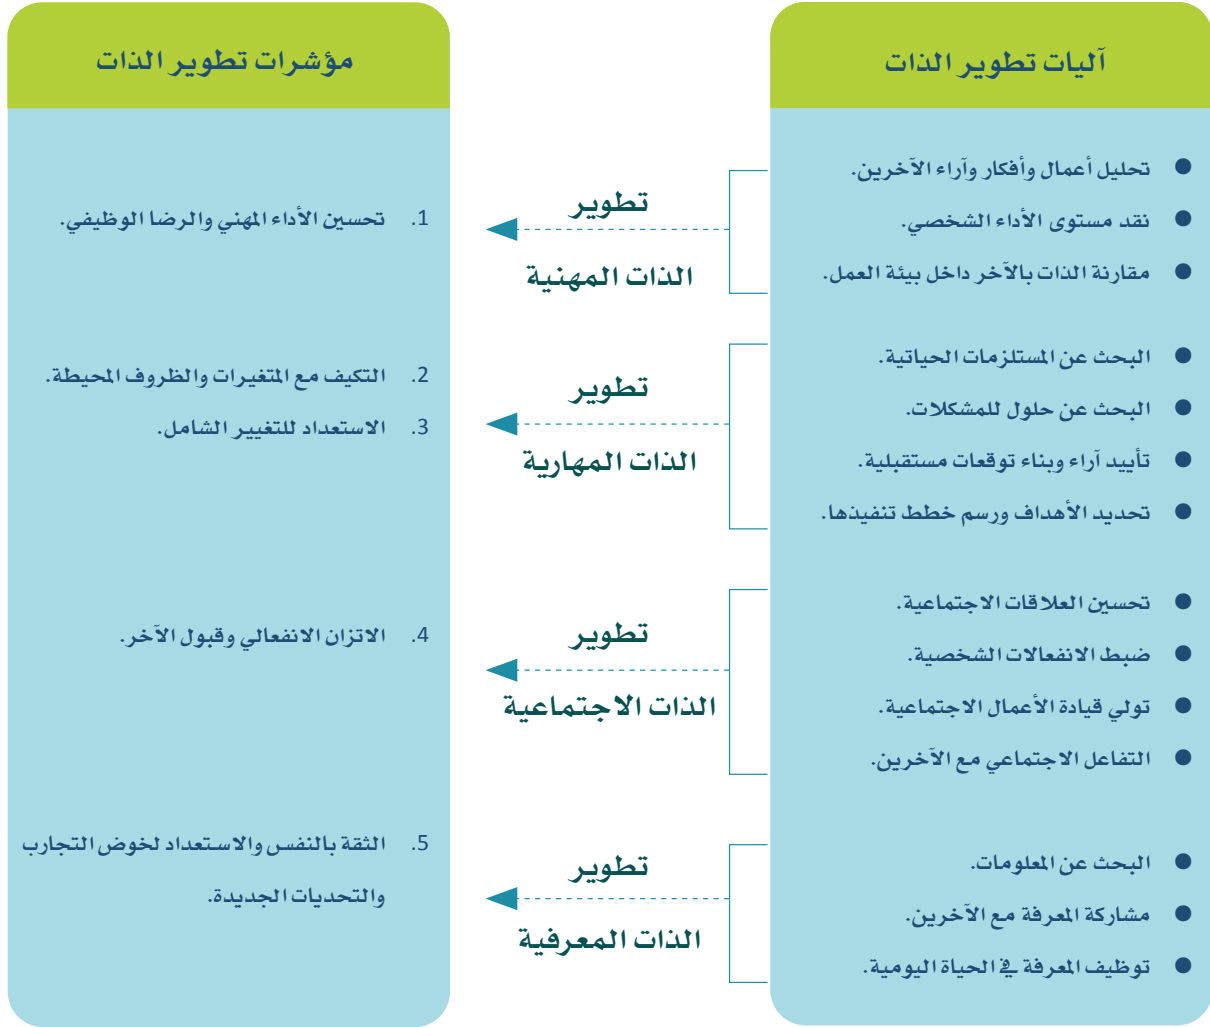 آليات تطوير الذات
● تحليل أعمال وأفكار وآراء الآخرين.
● نقد مستوى الأداء الشخصي.
● مقارنة الذات بالآخر داخل بيئة العمل.
● البحث عن المستلزمات الحياتية.
● البحث عن حلول للمشكلات.
● تأييد آراء وبناء توقعات مستقبلية.
● تحديد الأهداف ورسم خطط تنفيذها.
● تحسين العلاقات الاجتماعية.
● ضبط الانفعالات الشخصية.
● تولي قيادة الأعمال الاجتماعية.
● التفاعل الاجتماعي مع الآخرين.
● البحث عن المعلومات.
● مشاركة المعرفة مع الآخرين.
● توظيف المعرفة في الحياة اليومية.
تطوير
الذات المهنية
تطوير
الذات المهارية
تطوير
الذات الاجتماعية
تطوير
الذات المعرفية
مؤشرات تطوير الذات
1. تحسين الأداء المهني والرضا الوظيفي.
2. التكيف مع المتغيرات والظروف المحيطة.
3. الاستعداد للتغيير الشامل.
4. الاتزان الانفعالي وقبول الآخر.
5. الثقة بالنفس والاستعداد لخوض التجارب
والتحديات الجديدة.